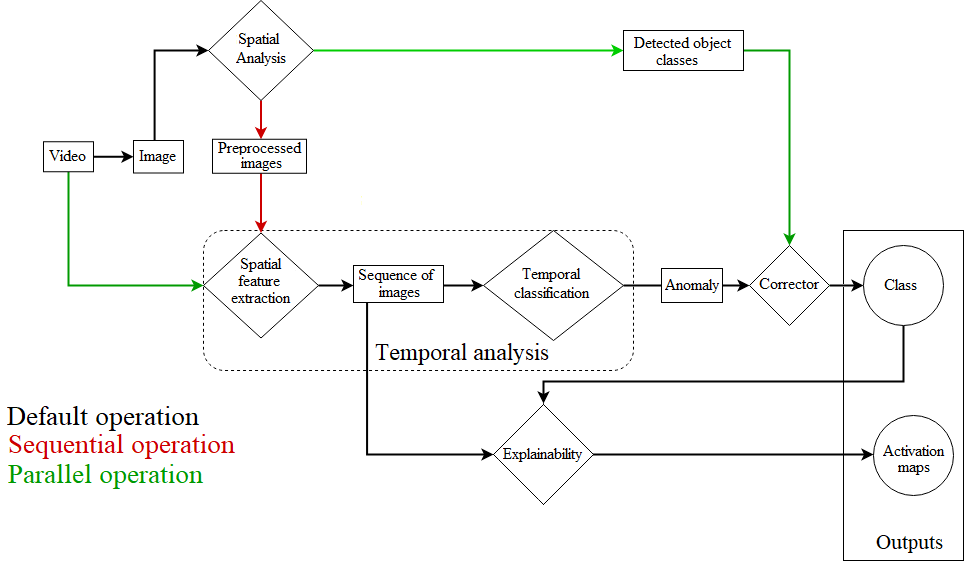 Spatial
Analysis
Detected object
classes
Video
Image
Preprocessed
images
Spatial
feature
extraction
Sequence of
images
Temporal
classification
Anomaly
Corrector
Class
Temporal analysis
Default operation
Sequential operation
Parallel operation
Explainability
Activation
maps
Outputs